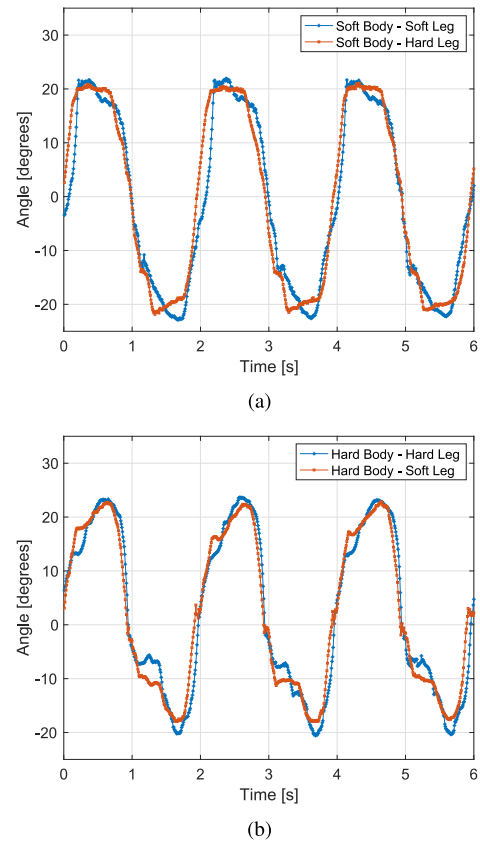 30
20
10
0
-10
-20
Angle [degrees]
Soft Body - Soft Leg
Soft Body - Hard Leg
0 1 2 3 4 5 6
Time [s]
(a)
30
20
10
0
-10
-20
Angle [degrees]
Hard Body - Hard Leg
Hard Body - Soft Leg
0 1 2 3 4 5 6
Time [s]
(b)